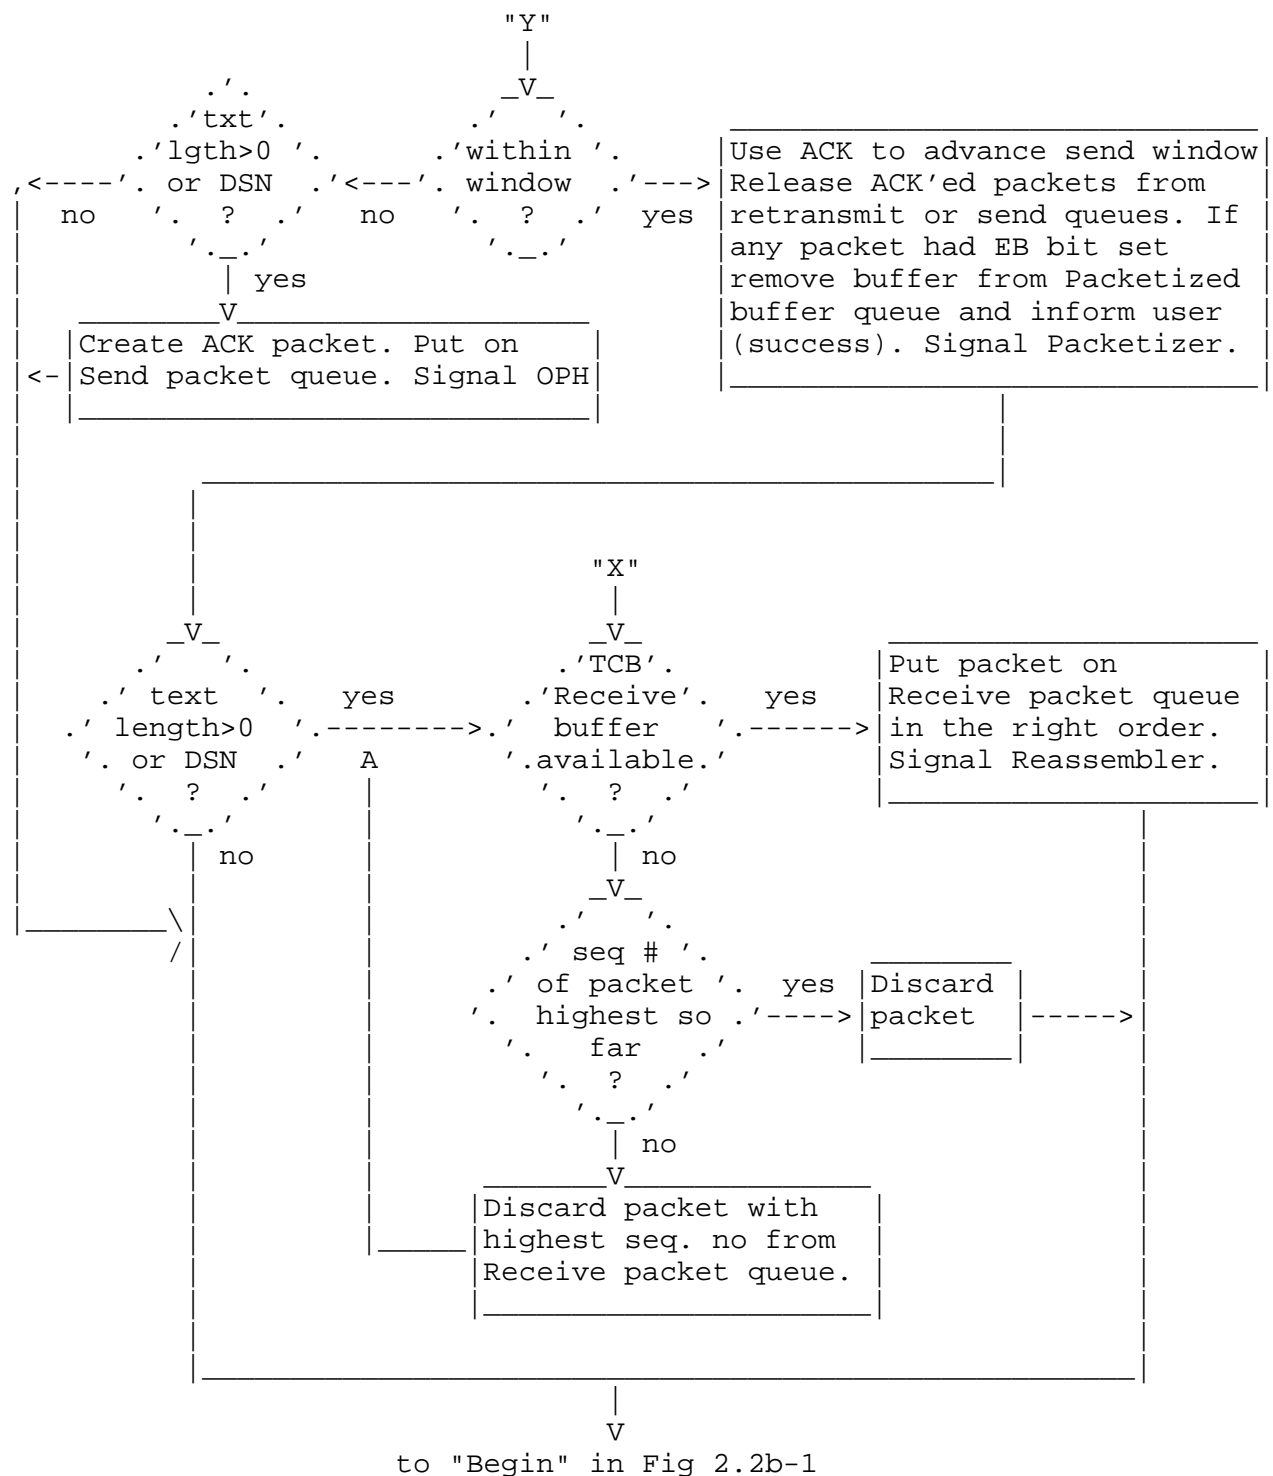 "Y"
txt
lgth>0
or DSN
?
no
yes
within
window
?
no
yes
Use ACK to advance send window
Release ACK'ed packets from
retransmit or send queues. If
any packet had EB bit set
remove buffer from Packetized
buffer queue and inform user
(success). Signal Packetizer.
Create ACK packet. Put on
Send packet queue. Signal OPH
"X"
text
length>0
or DSN
?
yes
no
TCB
Receive
buffer
available
?
yes
no
Put packet on
Receive packet queue
in the right order.
Signal Reassembler.
seq #
of packet
highest so
far
?
yes
no
Discard
packet
Discard packet with
highest seq. no from
Receive packet queue.
to "Begin" in Fig 2.2b-1